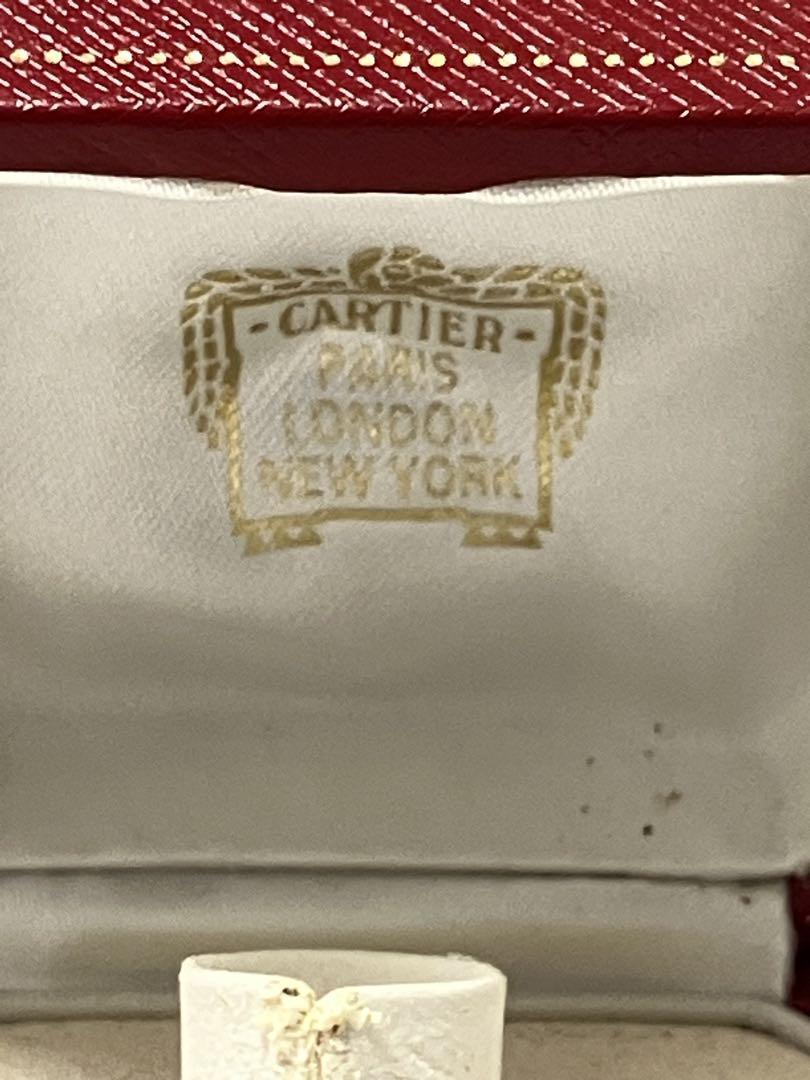 - CARTIER -
PARIS
LONDON
NEW YORK